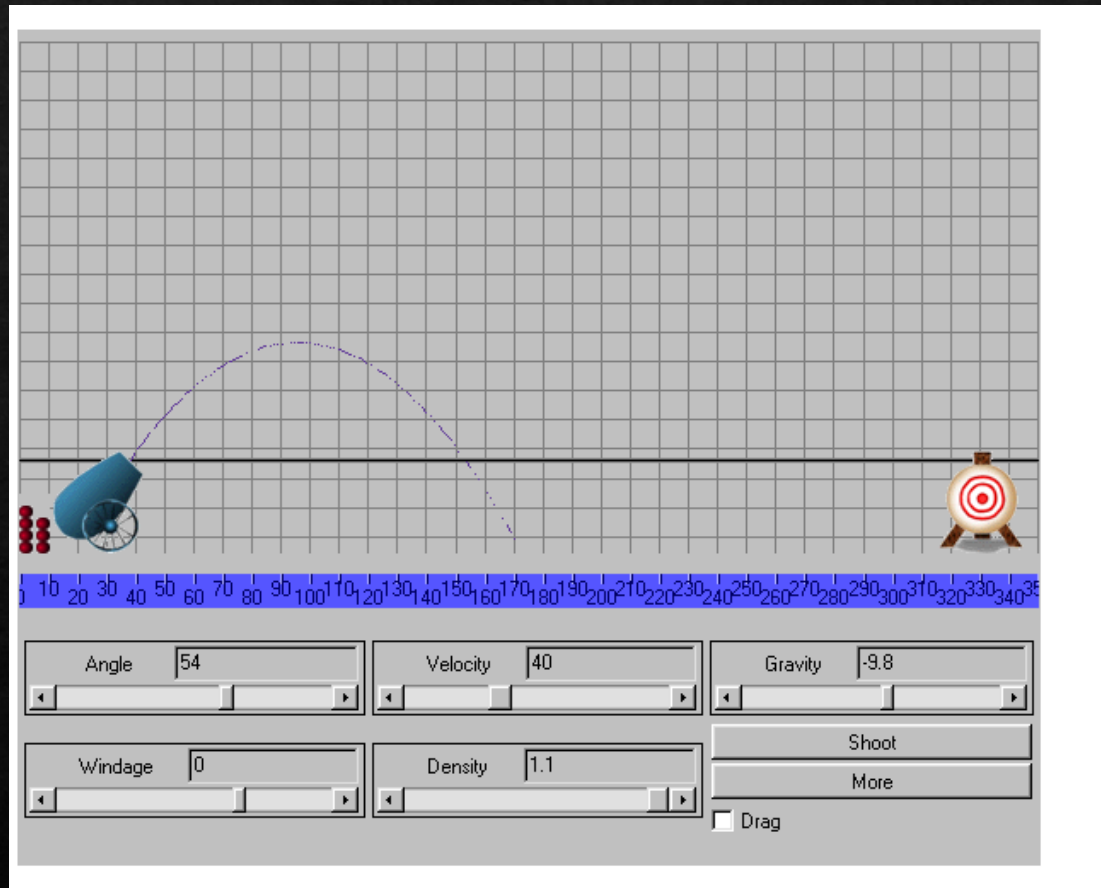 0 10 20 30 40 50 60 70 80 90 100 110 120 130 140 150 160 170 180 190 200 210 220 230 240 250 260 270 280 290 300 310 320 330 340 35
Angle 54 Velocity 40 Gravity -9.8
Shoot
Windage 0 Density 1.1
More
Drag